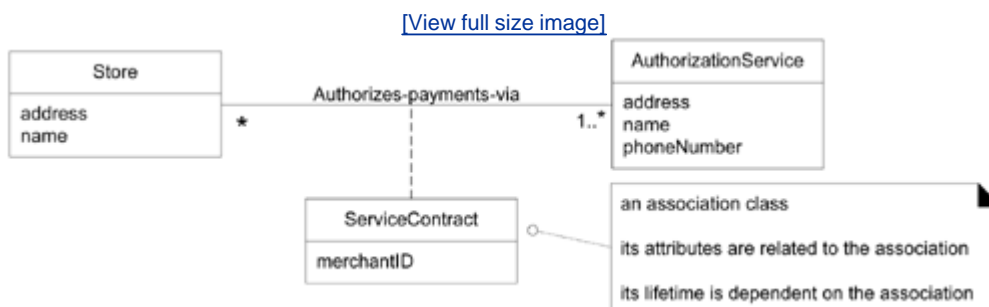 [View full size image]
Store
address
name
Authorizes-payments-via
*
1..*
AuthorizationService
address
name
phoneNumber
ServiceContract
merchantID
an association class
its attributes are related to the association
its lifetime is dependent on the association